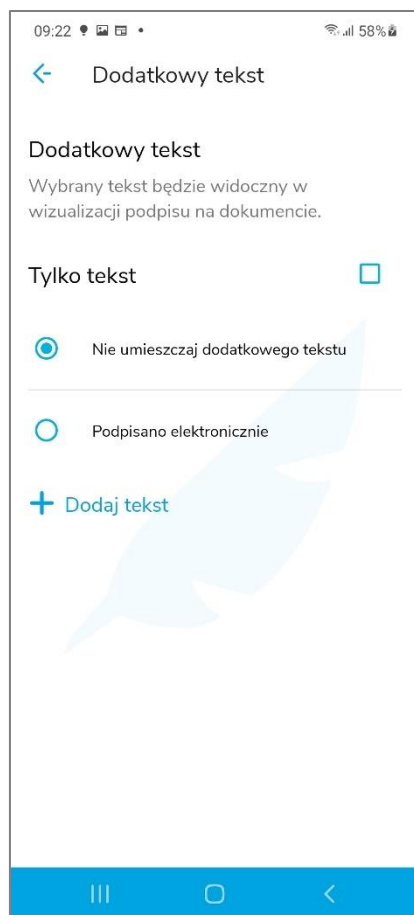 09:22 58%
Dodatkowy tekst
Dodatkowy tekst
Wybrany tekst będzie widoczny w
wizualizacji podpisu na dokumencie.
Tylko tekst
Nie umieszczaj dodatkowego tekstu
Podpisano elektronicznie
Dodaj tekst